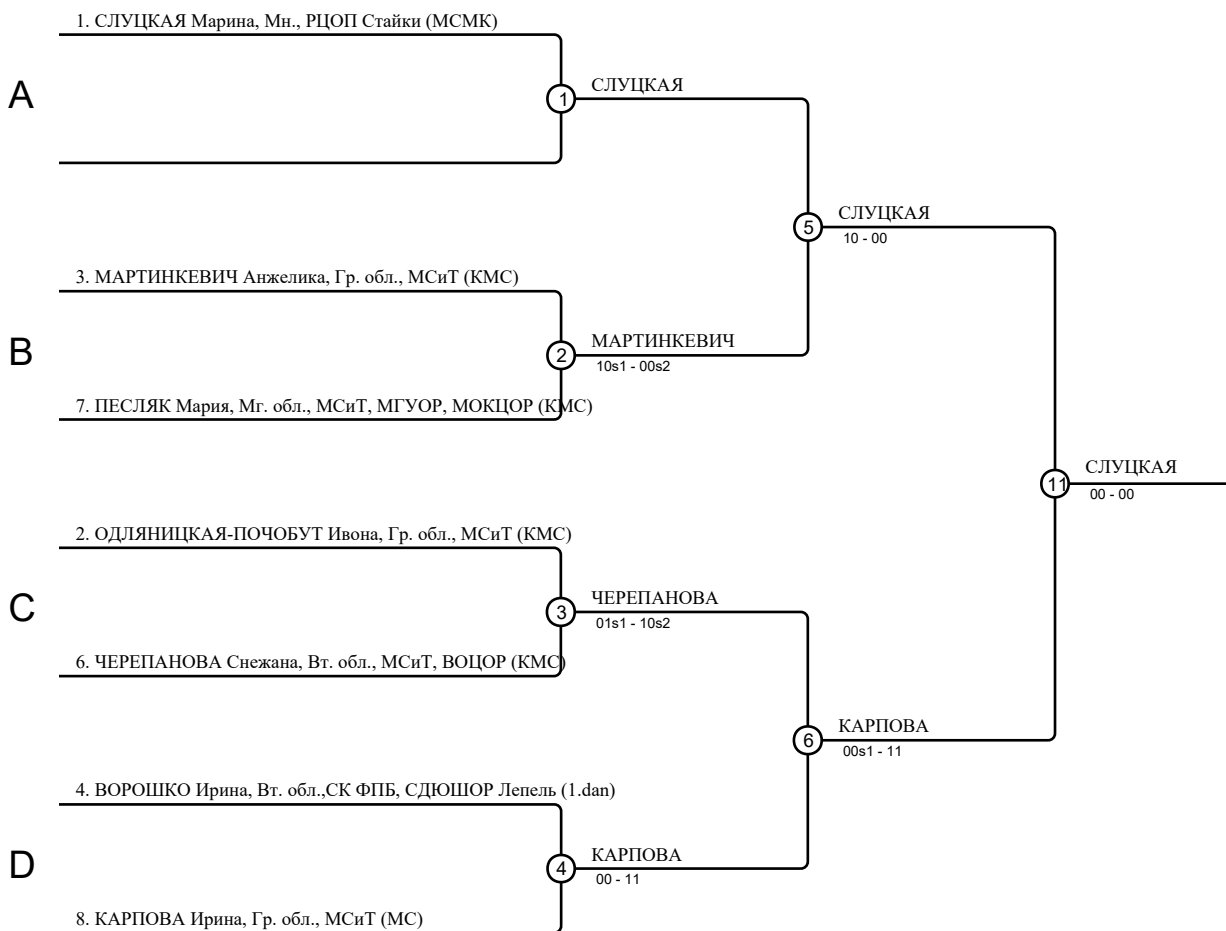 1. СЛУЦКАЯ Марина, Мн., РЦОП Стайки (МСМК)
A
1
СЛУЦКАЯ
5
СЛУЦКАЯ
10 - 00
3. МАРТИНКЕВИЧ Анжелика, Гр. обл., МСиТ (КМС)
B
2
МАРТИНКЕВИЧ
10s1 - 00s2
7. ПЕСЛЯК Мария, Мг. обл., МСиТ, МГУОР, МОКЦОР (КМС)
11
СЛУЦКАЯ
00 - 00
2. ОДЛЯНИЦКАЯ-ПОЧОБУТ Ивона, Гр. обл., МСиТ (КМС)
C
3
ЧЕРЕПАНОВА
01s1 - 10s2
6. ЧЕРЕПАНОВА Снежана, Вт. обл., МСиТ, ВОЦОР (КМС)
6
КАРПОВА
00s1 - 11
4. ВОРОШКО Ирина, Вт. обл.,СК ФПБ, СДЮШОР Лепель (1.dan)
D
4
КАРПОВА
00 - 11
8. КАРПОВА Ирина, Гр. обл., МСиТ (МС)